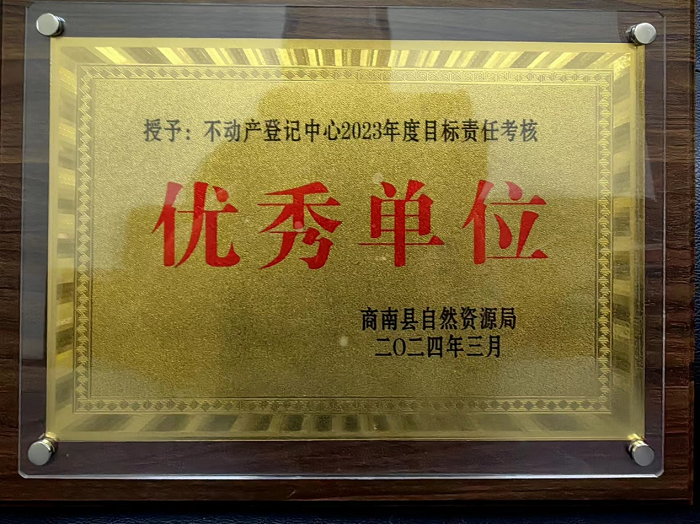 授予：不动产登记中心2023年度目标责任考核
优秀单位
商南县自然资源局
二〇二四年三月